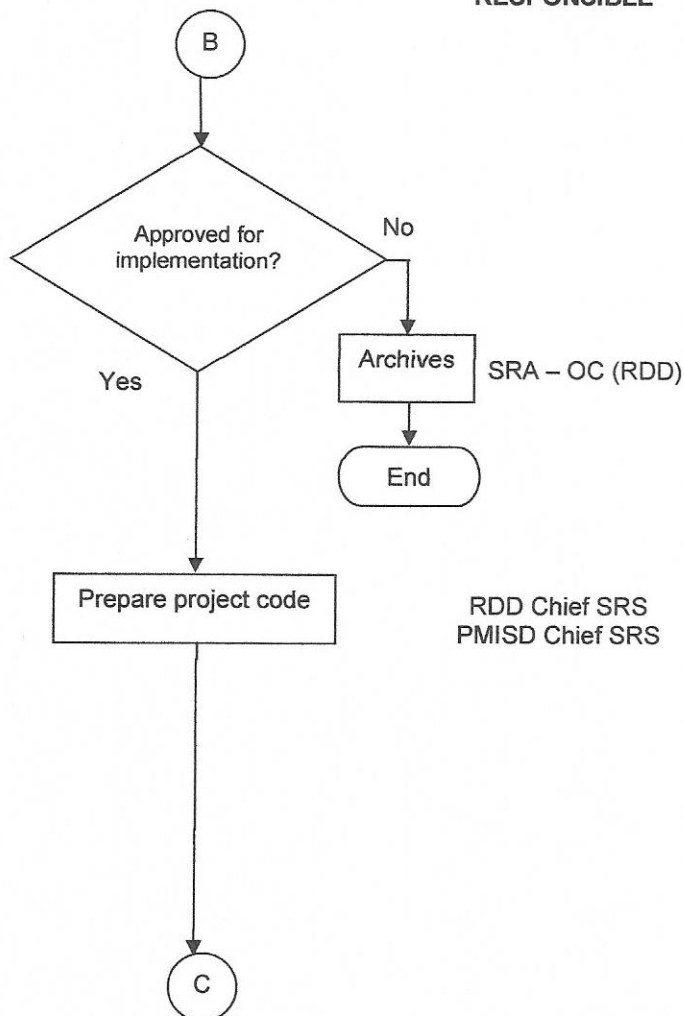 RESPONSIBLE
B
Approved for
implementation?
No
Yes
Archives
SRA – OC (RDD)
End
Prepare project code
RDD Chief SRS
PMISD Chief SRS
C